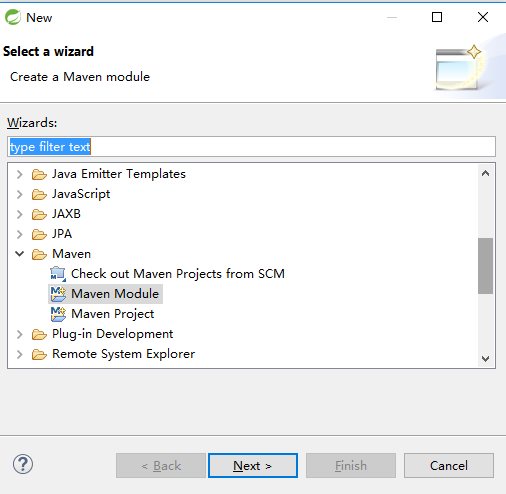 New
Select a wizard
Create a Maven module
Wizards:
type filter text
Java Emitter Templates
JavaScript
JAXB
JPA
Maven
Check out Maven Projects from SCM
Maven Module
Maven Project
Plug-in Development
Remote System Explorer
? < Back Next > Finish Cancel